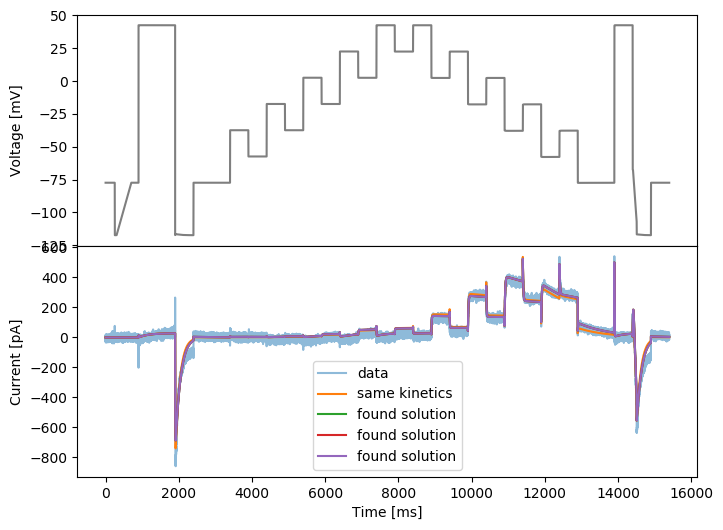 50
25
0
−25
−50
−75
−100
−125
Voltage [mV]
600
400
200
0
−200
−400
−600
−800
Current [pA]
data
same kinetics
found solution
found solution
found solution
0 2000 4000 6000 8000 10000 12000 14000 16000
Time [ms]